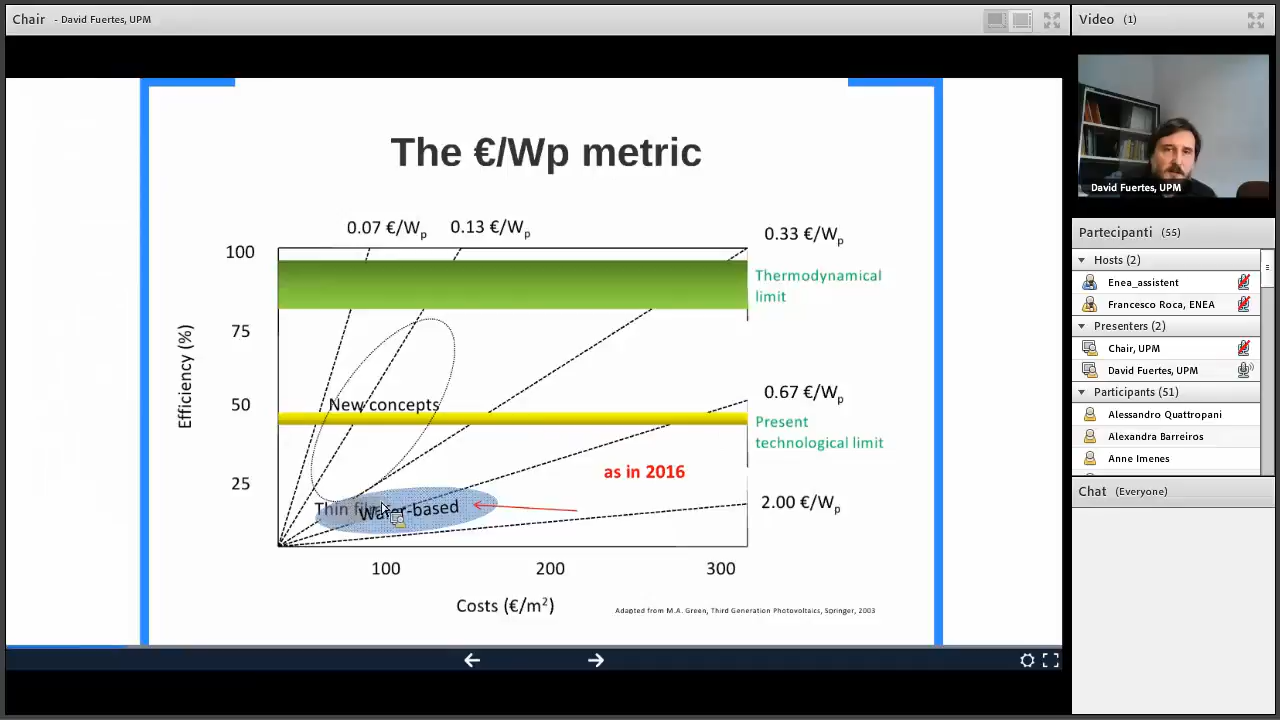 Chair - David Fuertes, UPM
The €/Wp metric
0.07 €/Wp 0.13 €/Wp
0.33 €/Wp
100
Thermodynamical
limit
75
Efficiency (%)
0.67 €/Wp
50
New concepts
Present
technological limit
as in 2016
25
2.00 €/Wp
Thin
Wafer-based
100 200 300
Costs (€/m²)
Adapted from M.A. Green, Third Generation Photovoltaics, Springer, 2003
Video (1)
David Fuertes, UPM
Partecipanti (55)
Hosts (2)
Enea_assistent
Francesco Roca, ENEA
Presenters (2)
Chair, UPM
David Fuertes, UPM
Participants (51)
Alessandro Quattropani
Alexandra Barreiros
Anne Imenes
Chat (Everyone)